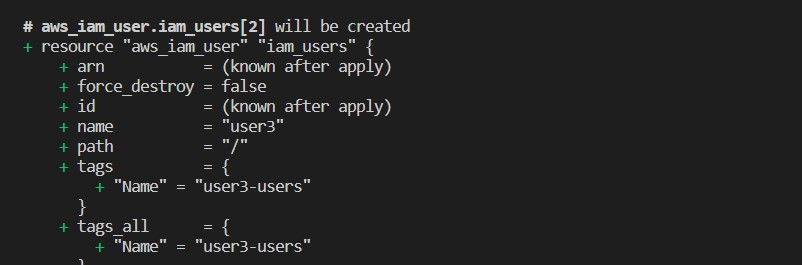 # aws_iam_user.iam_users[2] will be created
+ resource "aws_iam_user" "iam_users" {
+ arn = (known after apply)
+ force_destroy = false
+ id = (known after apply)
+ name = "user3"
+ path = "/"
+ tags = {
+ "Name" = "user3-users"
}
+ tags_all = {
+ "Name" = "user3-users"
}